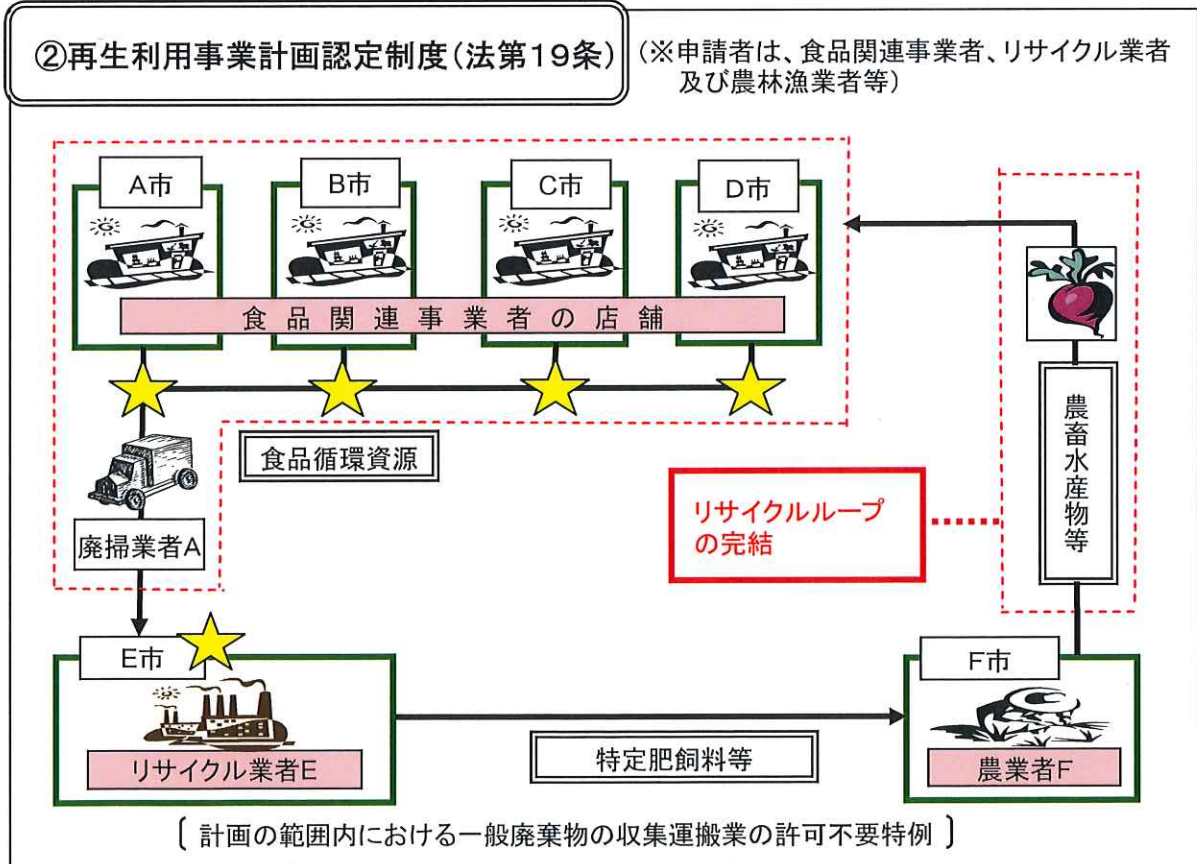 ②再生利用事業計画認定制度(法第19条)
(※申請者は、食品関連事業者、リサイクル業者
及び農林漁業者等)
A市
B市
C市
D市
食品関連事業者の店舗
食品循環資源
廃掃業者A
リサイクルループ
の完結
農畜水産物等
E市
リサイクル業者E
特定肥飼料等
F市
農業者F
〔 計画の範囲内における一般廃棄物の収集運搬業の許可不要特例 〕